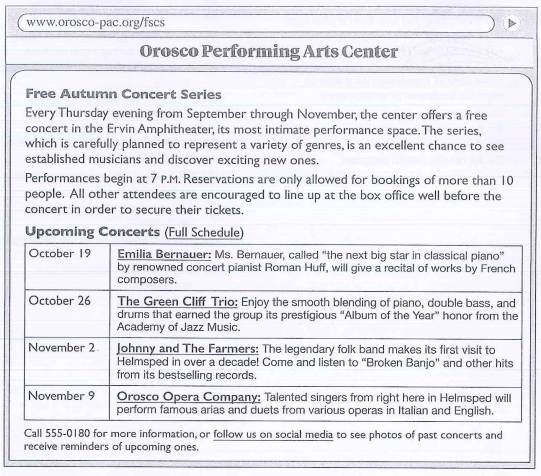 www.orosco-pac.org/fscs
Orosco Performing Arts Center
Free Autumn Concert Series
Every Thursday evening from September through November, the center offers a free
concert in the Ervin Amphitheater, its most intimate performance space. The series,
which is carefully planned to represent a variety of genres, is an excellent chance to see
established musicians and discover exciting new ones.
Performances begin at 7 P.M. Reservations are only allowed for bookings of more than 10
people. All other attendees are encouraged to line up at the box office well before the
concert in order to secure their tickets.
Upcoming Concerts (Full Schedule)
October 19 Emilia Bernauer: Ms. Bernauer, called “the next big star in classical piano”
by renowned concert pianist Roman Huff, will give a recital of works by French
composers.
October 26 The Green Cliff Trio: Enjoy the smooth blending of piano, double bass, and
drums that earned the group its prestigious “Album of the Year” honor from the
Academy of Jazz Music.
November 2 Johnny and The Farmers: The legendary folk band makes its first visit to
Helmsped in over a decade! Come and listen to “Broken Banjo” and other hits
from its bestselling records.
November 9 Orosco Opera Company: Talented singers from right here in Helmsped will
perform famous arias and duets from various operas in Italian and English.
Call 555-0180 for more information, or follow us on social media to see photos of past concerts and
receive reminders of upcoming ones.